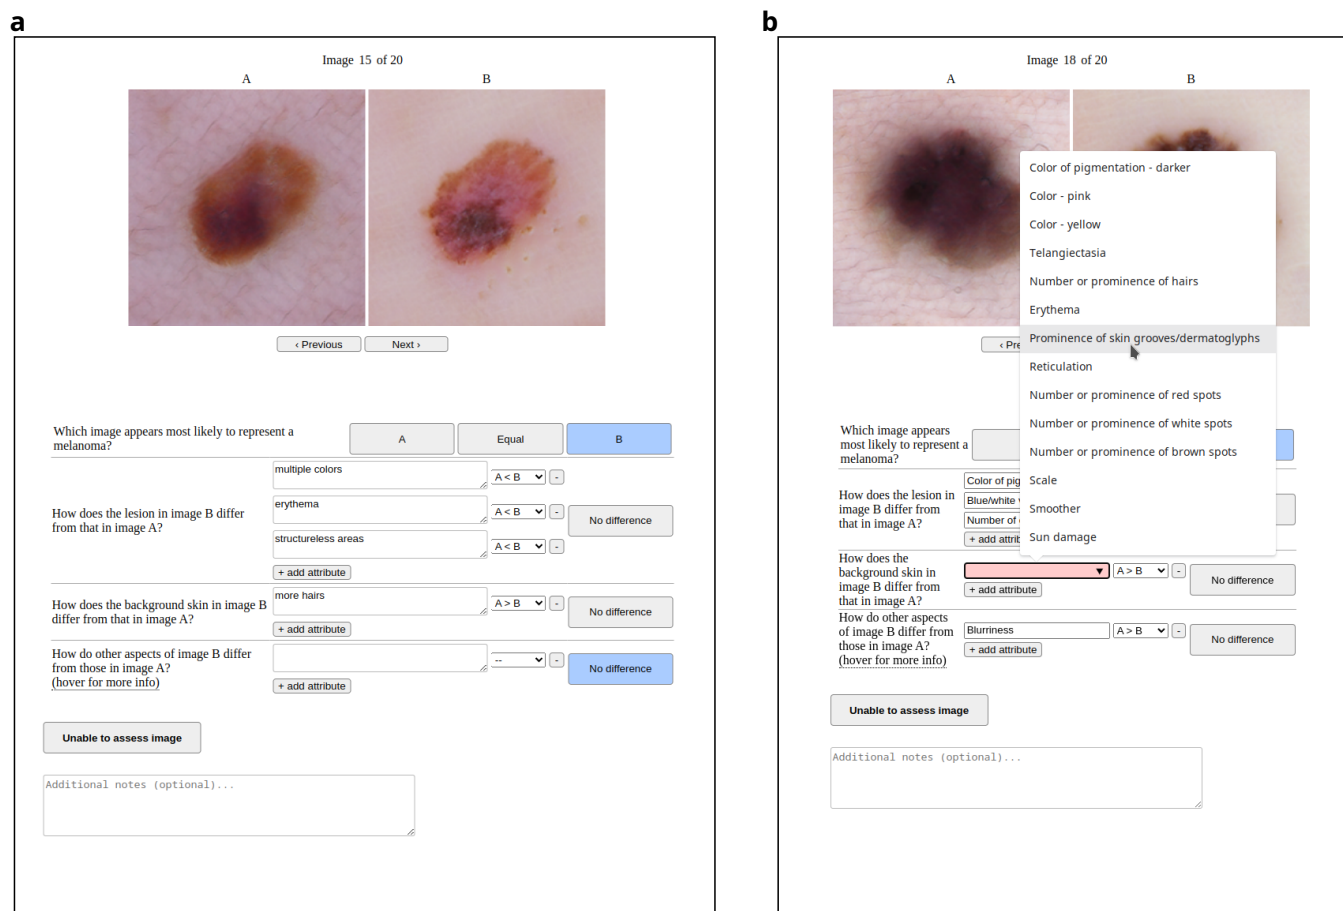 a
Image 15 of 20
A
B
‹ Previous
Next ›
Which image appears most likely to represent a
melanoma?
A
Equal
B
How does the lesion in image B differ
from that in image A?
multiple colors
A < B
-
erythema
A < B
-
structureless areas
A < B
-
No difference
+ add attribute
How does the background skin in image B
differ from that in image A?
more hairs
A > B
-
No difference
+ add attribute
How do other aspects of image B differ
from those in image A?
(hover for more info)
--
-
No difference
+ add attribute
Unable to assess image
Additional notes (optional)...
b
Image 18 of 20
A
B
Color of pigmentation - darker
Color - pink
Color - yellow
Telangiectasia
Number or prominence of hairs
Erythema
Prominence of skin grooves/dermatoglyphs
Reticulation
Number or prominence of red spots
Number or prominence of white spots
Number or prominence of brown spots
Scale
Smoother
Sun damage
‹ Pre
Which image appears
most likely to represent a
melanoma?
How does the lesion in
image B differ from
that in image A?
Color of pig
Blue/white
Number of
+ add attrib
How does the
background skin in
image B differ from
that in image A?
A > B
-
No difference
+ add attribute
How do other aspects
of image B differ from
those in image A?
(hover for more info)
Blurriness
A > B
-
No difference
+ add attribute
Unable to assess image
Additional notes (optional)...